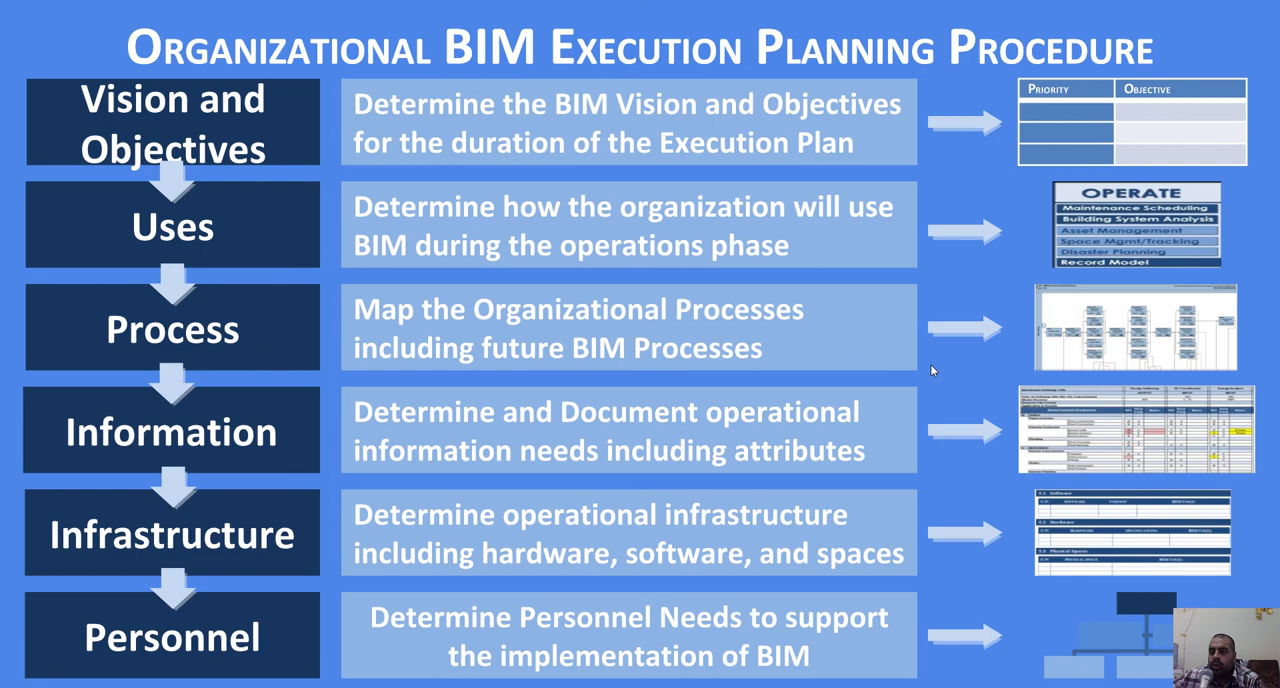 ORGANIZATIONAL BIM EXECUTION PLANNING PROCEDURE
Vision and
Objectives
Determine the BIM Vision and Objectives
for the duration of the Execution Plan
PRIORITY OBJECTIVE
Uses
Determine how the organization will use
BIM during the operations phase
OPERATE
Maintenance Scheduling
Building System Analysis
Asset Management
Space Mgmt/Tracking
Disaster Planning
Record Model
Process
Map the Organizational Processes
including future BIM Processes
Information
Determine and Document operational
information needs including attributes
Infrastructure
Determine operational infrastructure
including hardware, software, and spaces
Software
Hardware
Physical Spaces
Personnel
Determine Personnel Needs to support
the implementation of BIM